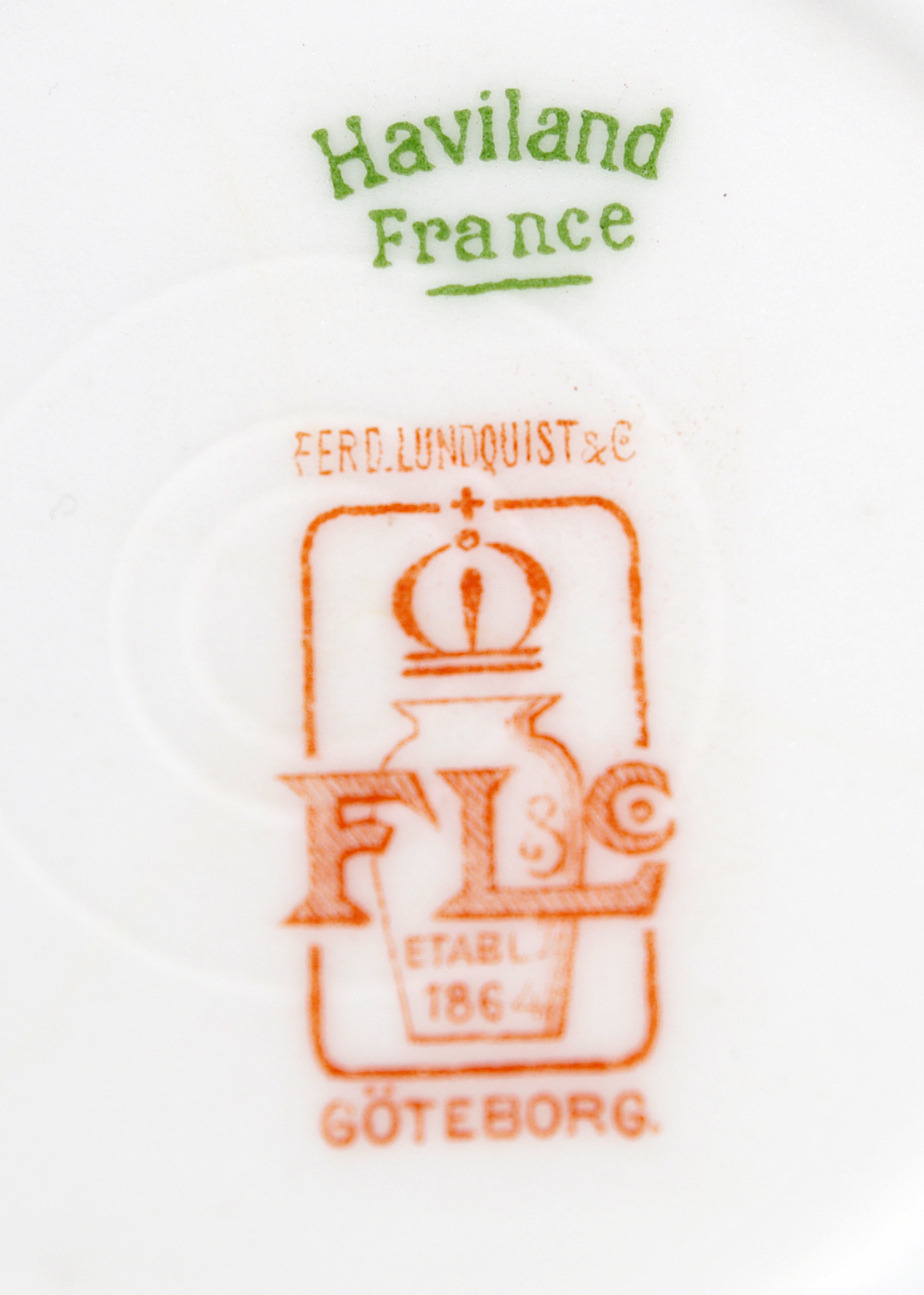 Haviland
France
FERD. LUNDQUIST & C
FL & Co
ETABL.
1864
GÖTEBORG.